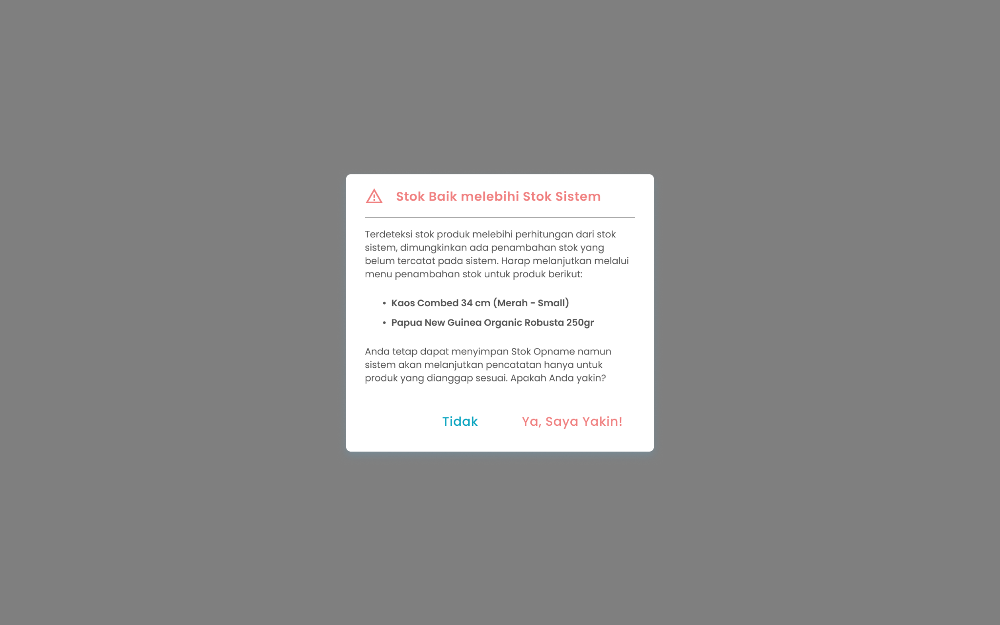 Stok Baik melebihi Stok Sistem
Terdeteksi stok produk melebihi perhitungan dari stok
sistem, dimungkinkan ada penambahan stok yang
belum tercatat pada sistem. Harap melanjutkan melalui
menu penambahan stok untuk produk berikut:
• Kaos Combed 34 cm (Merah - Small)
• Papua New Guinea Organic Robusta 250gr
Anda tetap dapat menyimpan Stok Opname namun
sistem akan melanjutkan pencatatan hanya untuk
produk yang dianggap sesuai. Apakah Anda yakin?
Tidak
Ya, Saya Yakin!